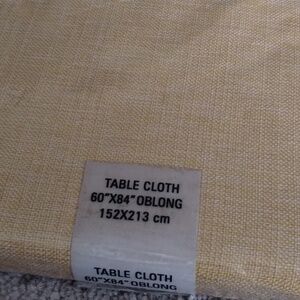 TABLE CLOTH
60"X84" OBLONG
152X213 cm
TABLE CLOTH
60"X84" OBLONG